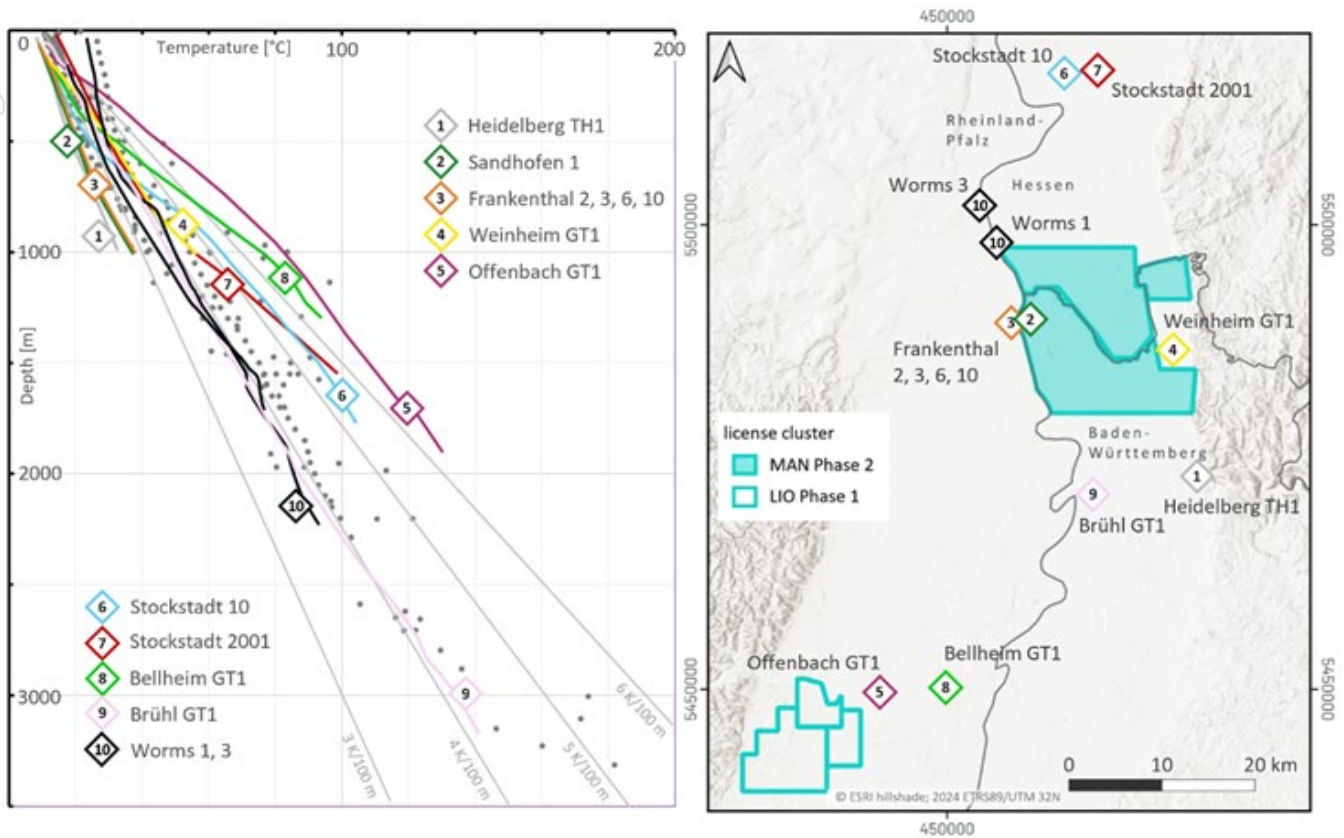 0
Temperature [°C]
100
200
1000
2000
3000
Depth [m]
2
3
1
4
7
8
6
5
10
9
1 Heidelberg TH1
2 Sandhofen 1
3 Frankenthal 2, 3, 6, 10
4 Weinheim GT1
5 Offenbach GT1
6 Stockstadt 10
7 Stockstadt 2001
8 Bellheim GT1
9 Brühl GT1
10 Worms 1, 3
3 K/100 m
4 K/100 m
5 K/100 m
6 K/100 m
450000
Stockstadt 10
6
7
Stockstadt 2001
Rheinland-
Pfalz
Worms 3
Hessen
10
Worms 1
10
5500000
5500000
3
2
Weinheim GT1
4
Frankenthal
2, 3, 6, 10
license cluster
MAN Phase 2
LIO Phase 1
Baden-
Württemberg
1
Heidelberg TH1
9
Brühl GT1
Offenbach GT1
Bellheim GT1
5
8
5450000
5450000
0
10
20 km
© ESRI hillshade; 2024 ETRS89/UTM 32N
450000